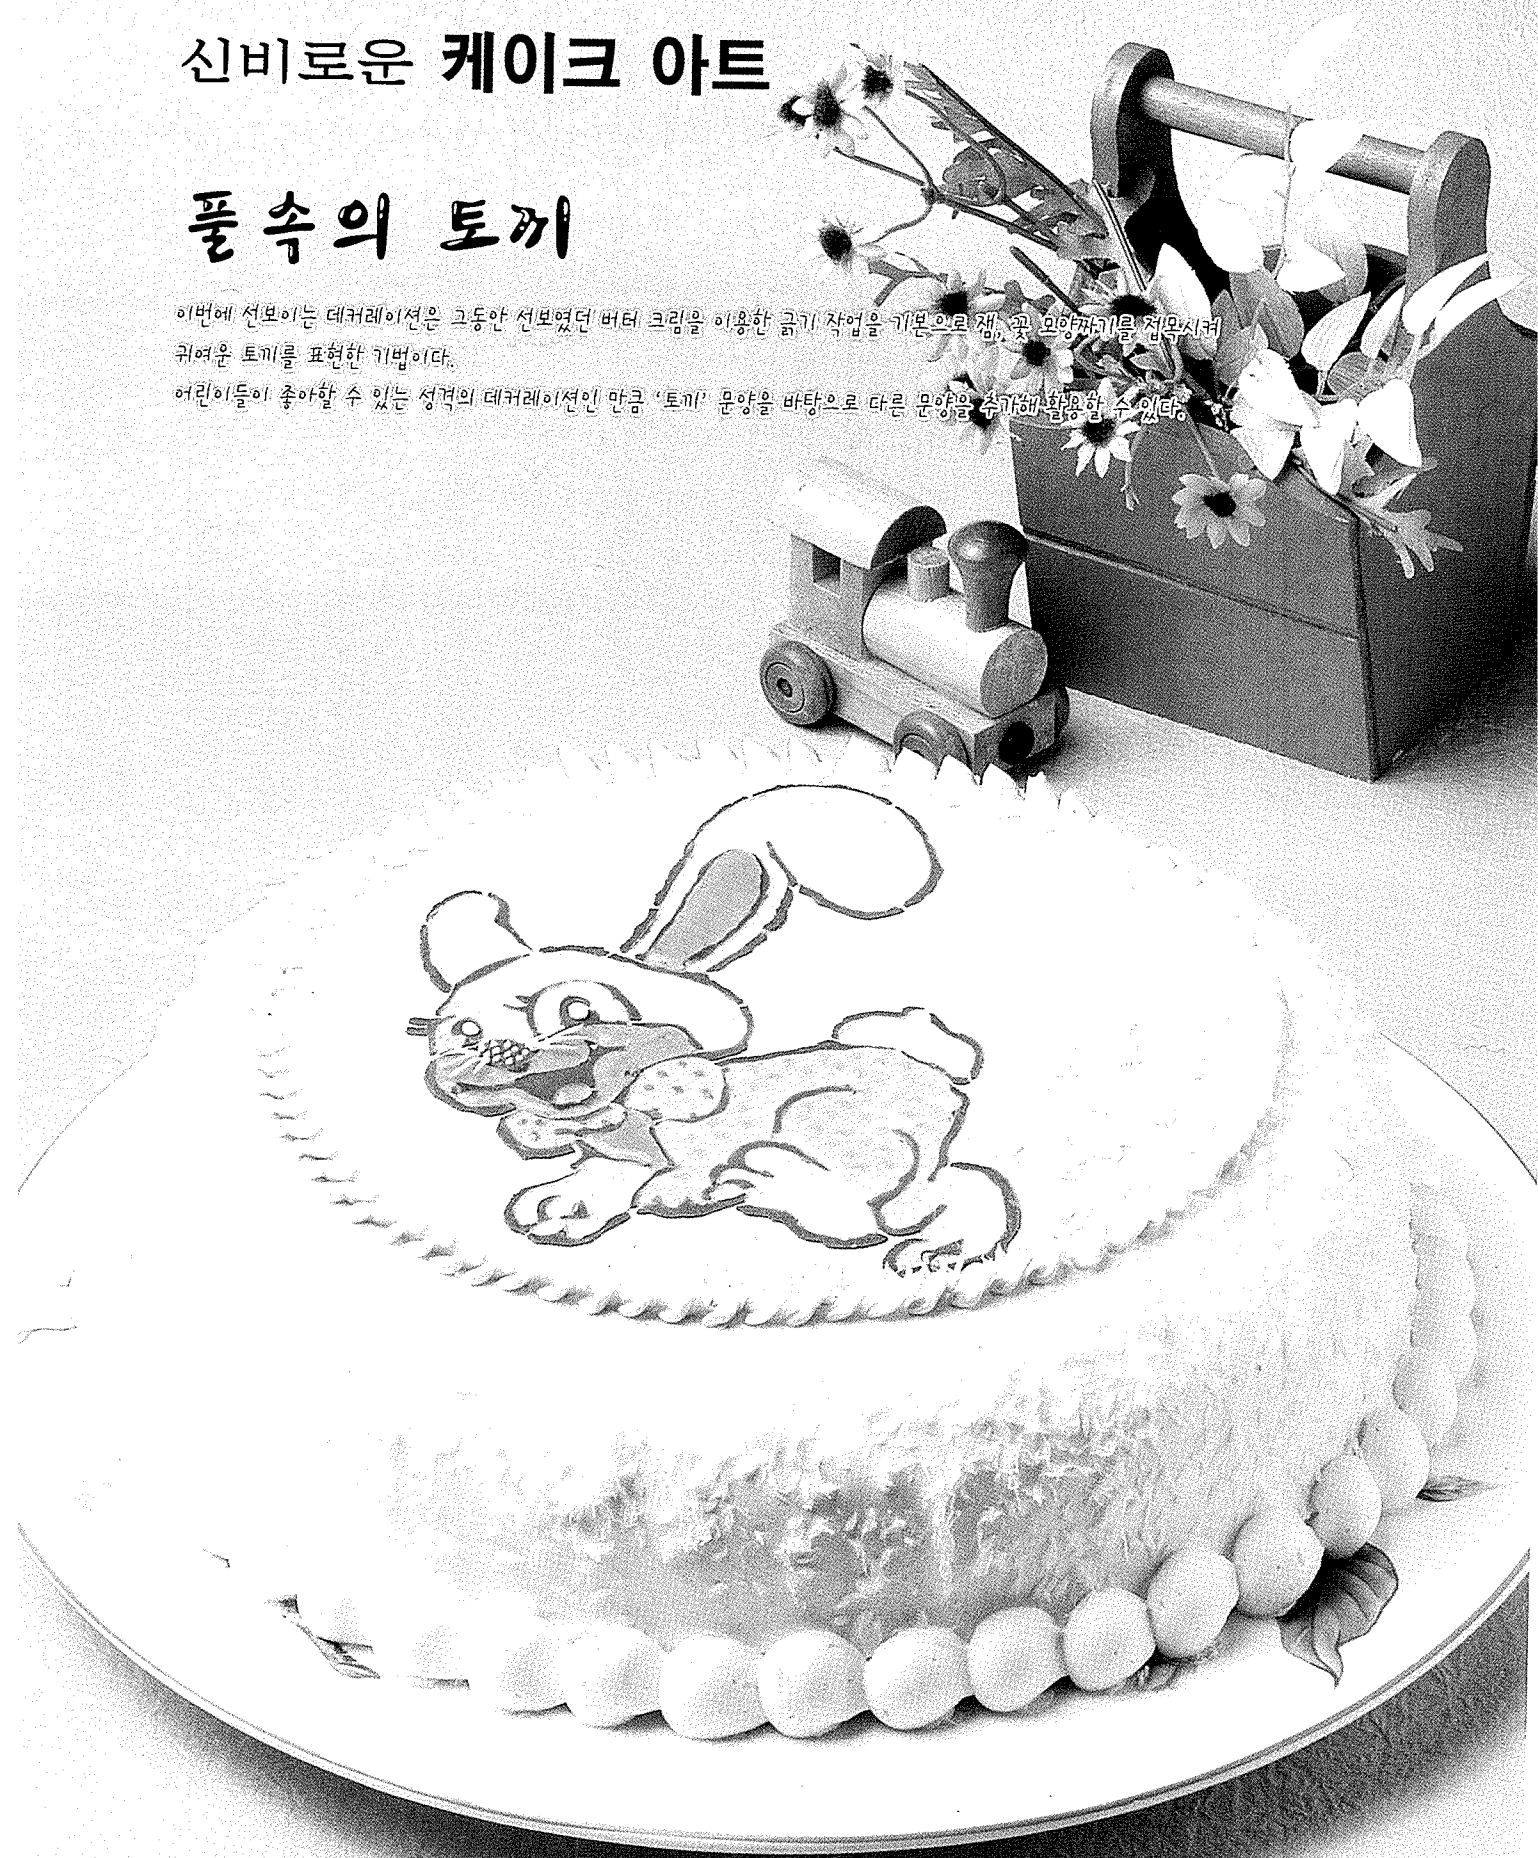 신비로운 케이크 아트
풀속의 토끼
이번에 선보이는 데커레이션은 그동안 선보였던 버터 크림을 이용한 긁기 작업을 기본으로 잼, 꽃 모양짜기를 접목시켜
귀여운 토끼를 표현한 기법이다.
어린이들이 좋아할 수 있는 성격의 데커레이션인 만큼 ‘토끼’ 문양을 바탕으로 다른 문양을 추가해 활용할 수 있다.